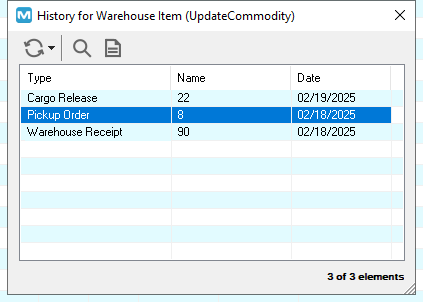 History for Warehouse Item (UpdateCommodity)
Type Name Date
Cargo Release 22 02/19/2025
Pickup Order 8 02/18/2025
Warehouse Receipt 90 02/18/2025
3 of 3 elements